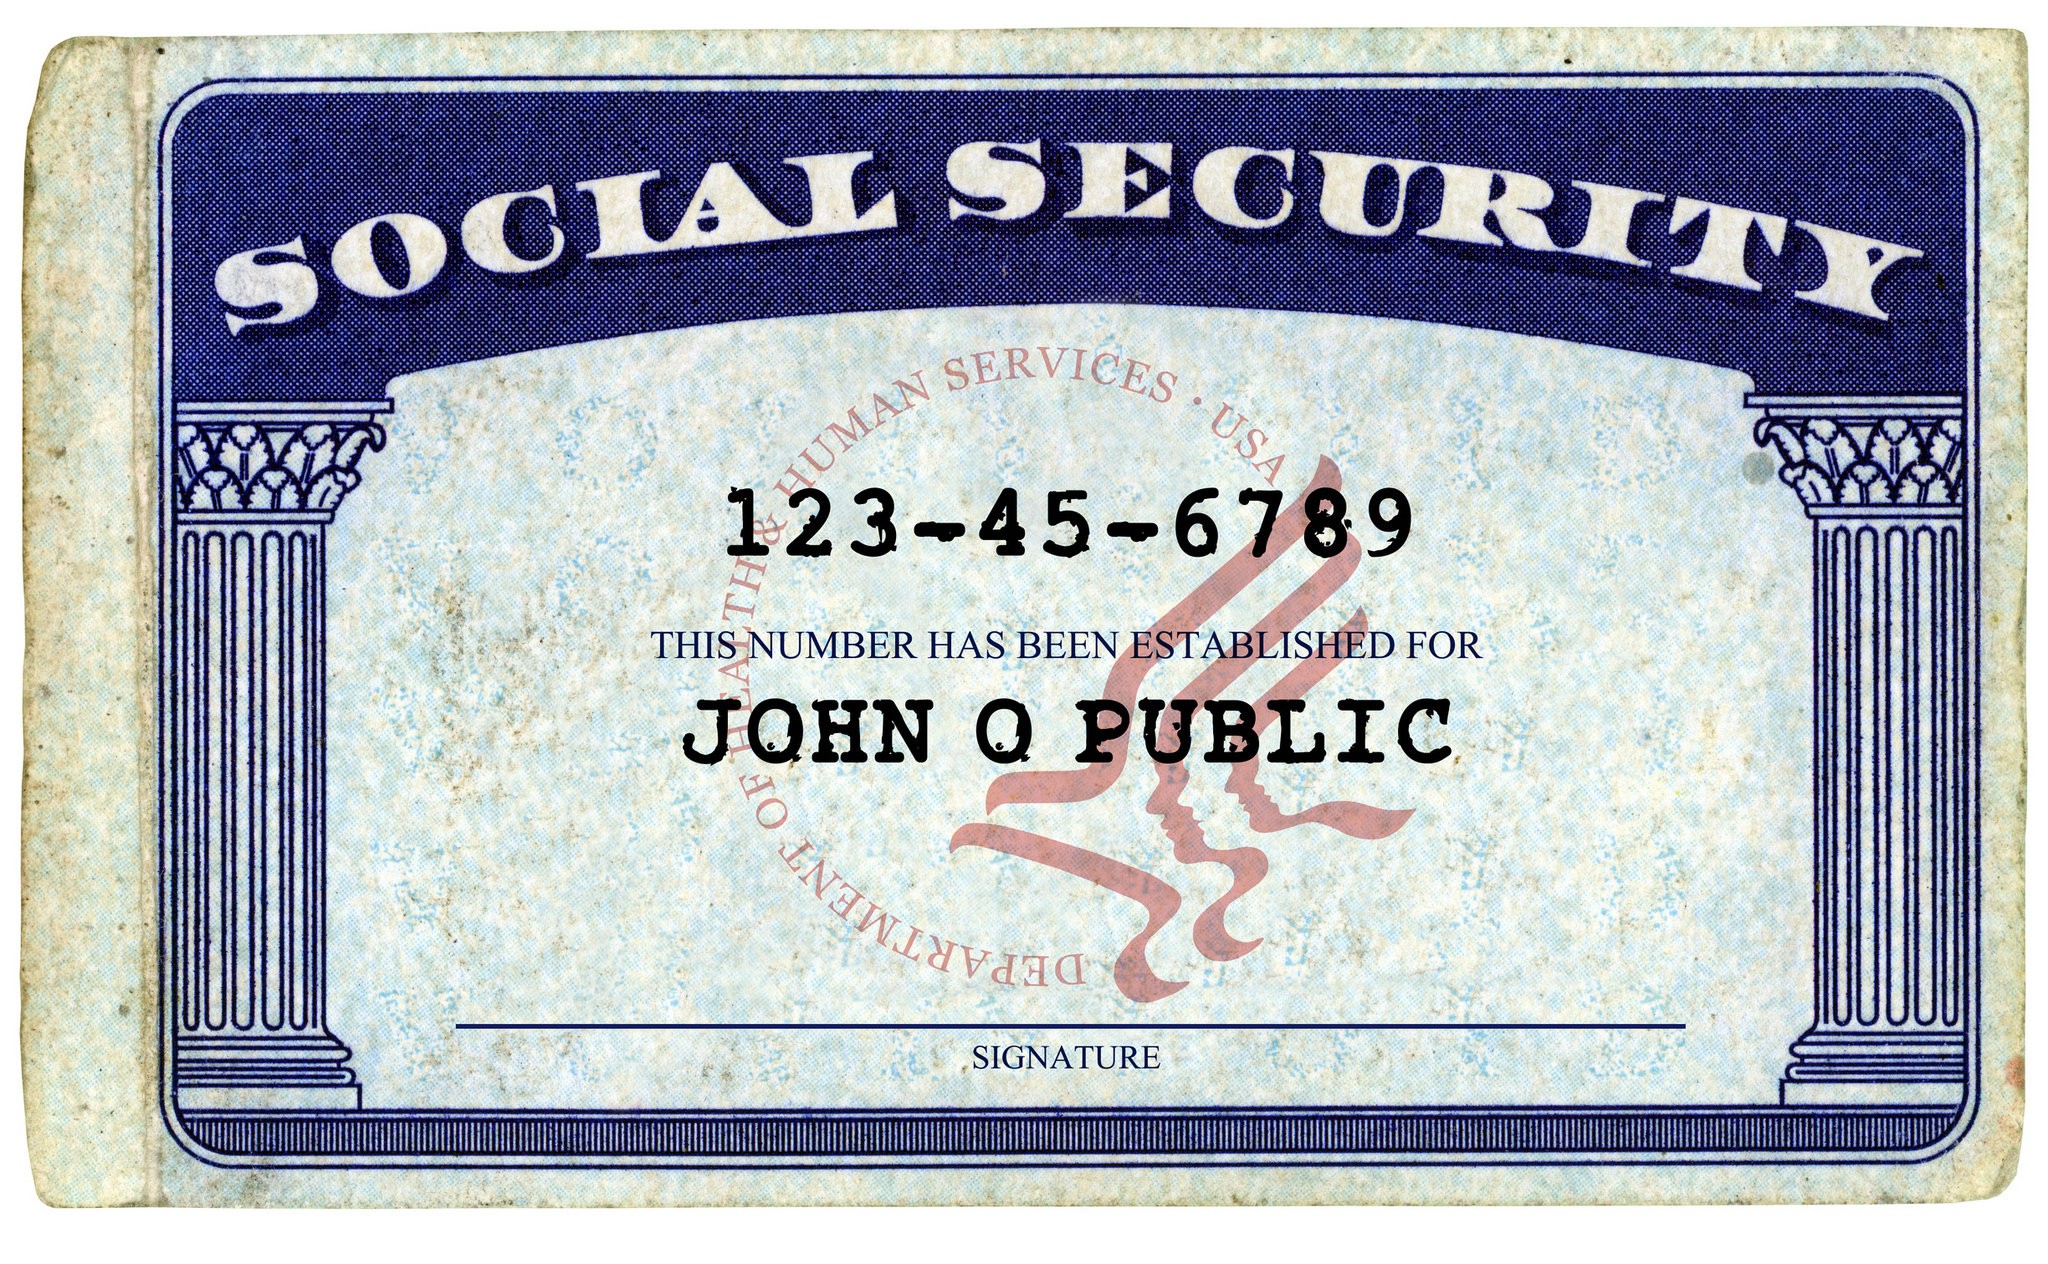 SOCIAL SECURITY
DEPARTMENT OF HEALTH & HUMAN SERVICES · USA
123-45-6789
THIS NUMBER HAS BEEN ESTABLISHED FOR
JOHN Q PUBLIC
SIGNATURE